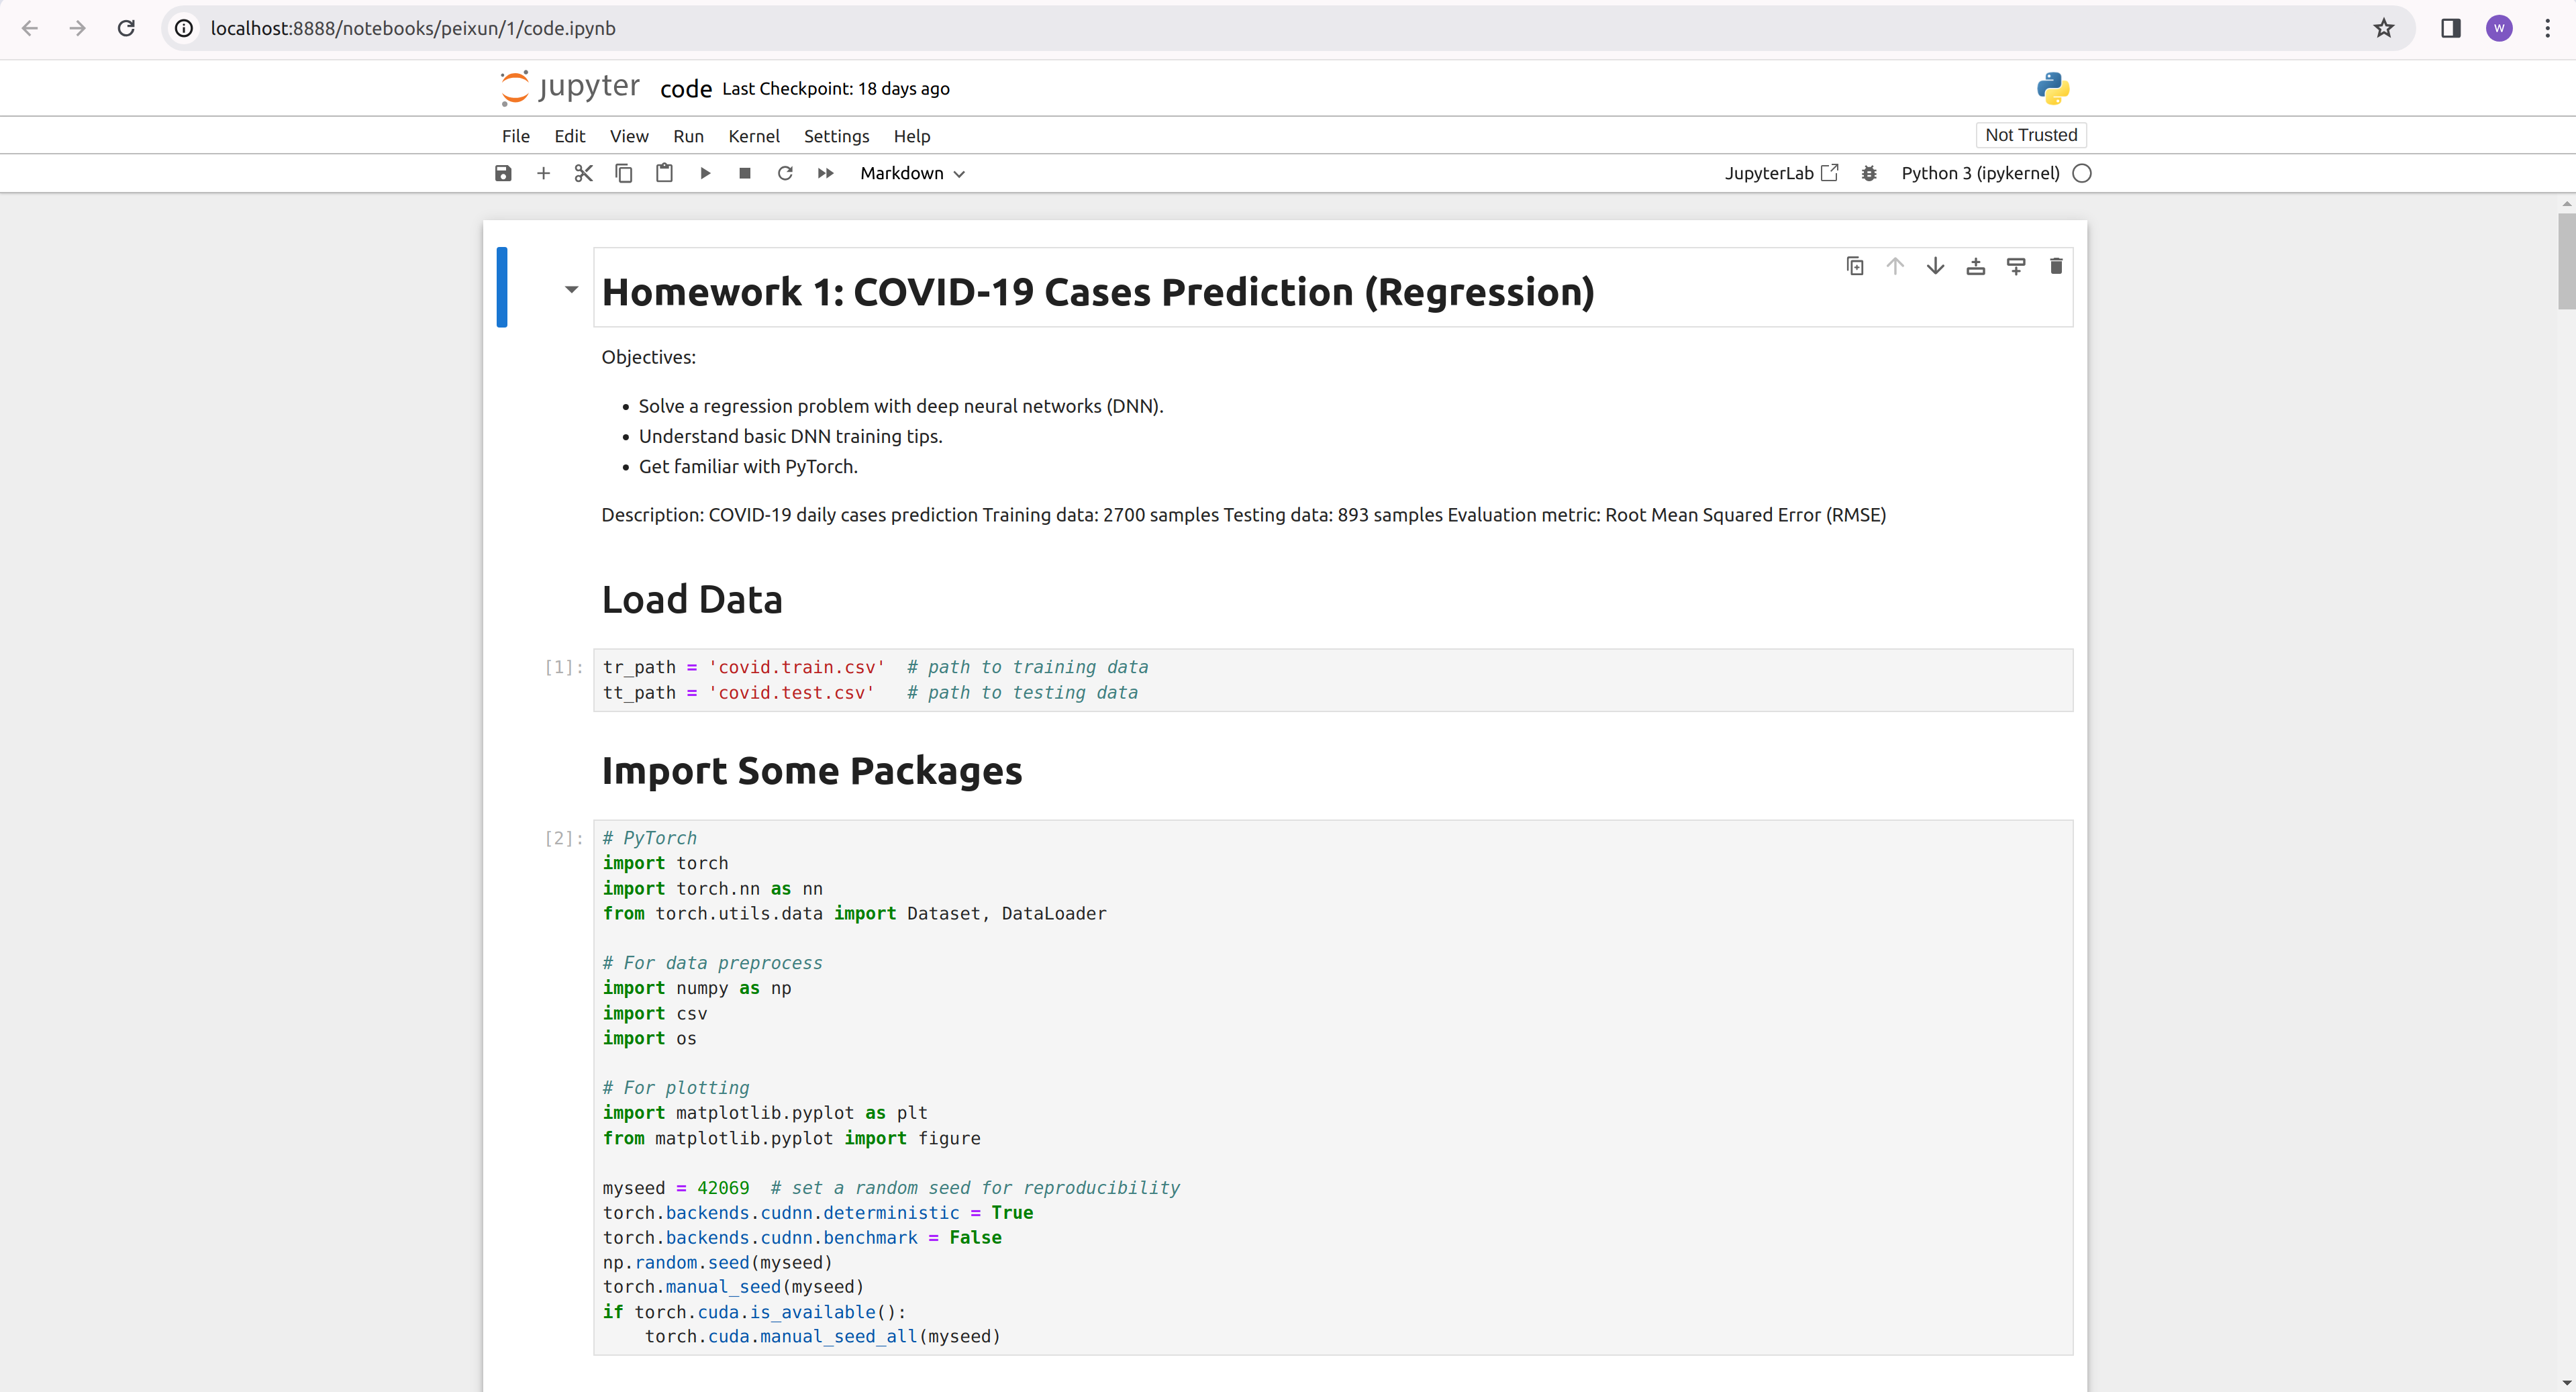 localhost:8888/notebooks/peixun/1/code.ipynb
W
jupyter code Last Checkpoint: 18 days ago
File Edit View Run Kernel Settings Help
Not Trusted
Markdown
JupyterLab
Python 3 (ipykernel)
Homework 1: COVID-19 Cases Prediction (Regression)
Objectives:
• Solve a regression problem with deep neural networks (DNN).
• Understand basic DNN training tips.
• Get familiar with PyTorch.
Description: COVID-19 daily cases prediction Training data: 2700 samples Testing data: 893 samples Evaluation metric: Root Mean Squared Error (RMSE)
Load Data
[1]:
tr_path = 'covid.train.csv'  # path to training data
tt_path = 'covid.test.csv'   # path to testing data
Import Some Packages
[2]:
# PyTorch
import torch
import torch.nn as nn
from torch.utils.data import Dataset, DataLoader
# For data preprocess
import numpy as np
import csv
import os
# For plotting
import matplotlib.pyplot as plt
from matplotlib.pyplot import figure
myseed = 42069  # set a random seed for reproducibility
torch.backends.cudnn.deterministic = True
torch.backends.cudnn.benchmark = False
np.random.seed(myseed)
torch.manual_seed(myseed)
if torch.cuda.is_available():
    torch.cuda.manual_seed_all(myseed)